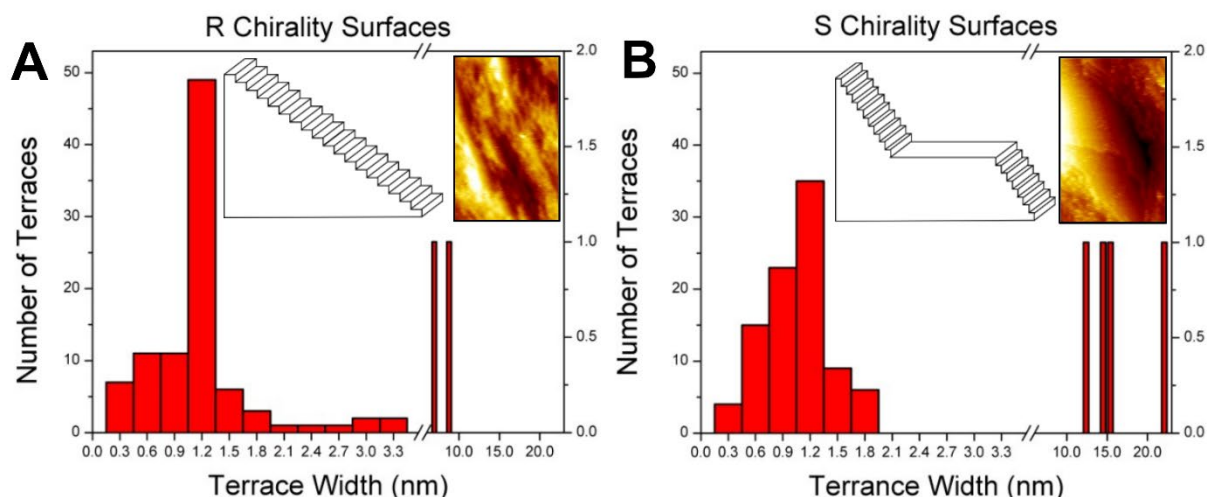 A
R Chirality Surfaces
Number of Terraces
50
40
30
20
10
0
2.0
1.5
1.0
0.5
0.0
0.0 0.3 0.6 0.9 1.2 1.5 1.8 2.1 2.4 2.7 3.0 3.3 10.0 20.0
Terrace Width (nm)
B
S Chirality Surfaces
Number of Terraces
50
40
30
20
10
0
2.0
1.5
1.0
0.5
0.0
0.0 0.3 0.6 0.9 1.2 1.5 1.8 2.1 2.4 2.7 3.0 3.3 10.0 15.0 20.0
Terrance Width (nm)